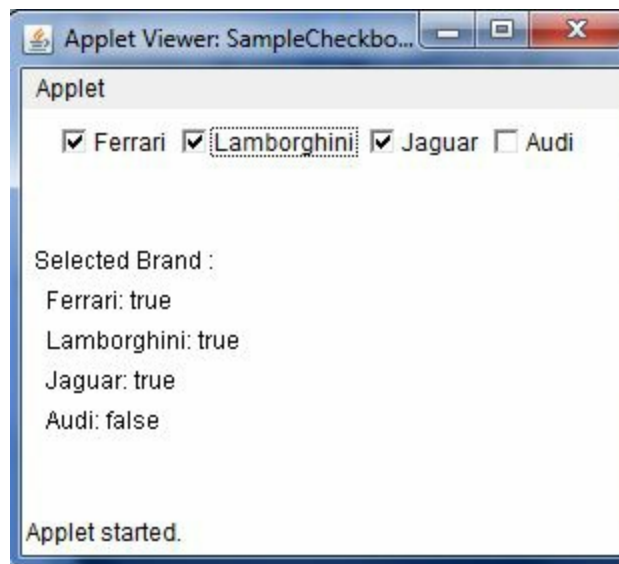 Applet Viewer: SampleCheckbo...
Applet
Ferrari Lamborghini Jaguar Audi
Selected Brand :
Ferrari: true
Lamborghini: true
Jaguar: true
Audi: false
Applet started.